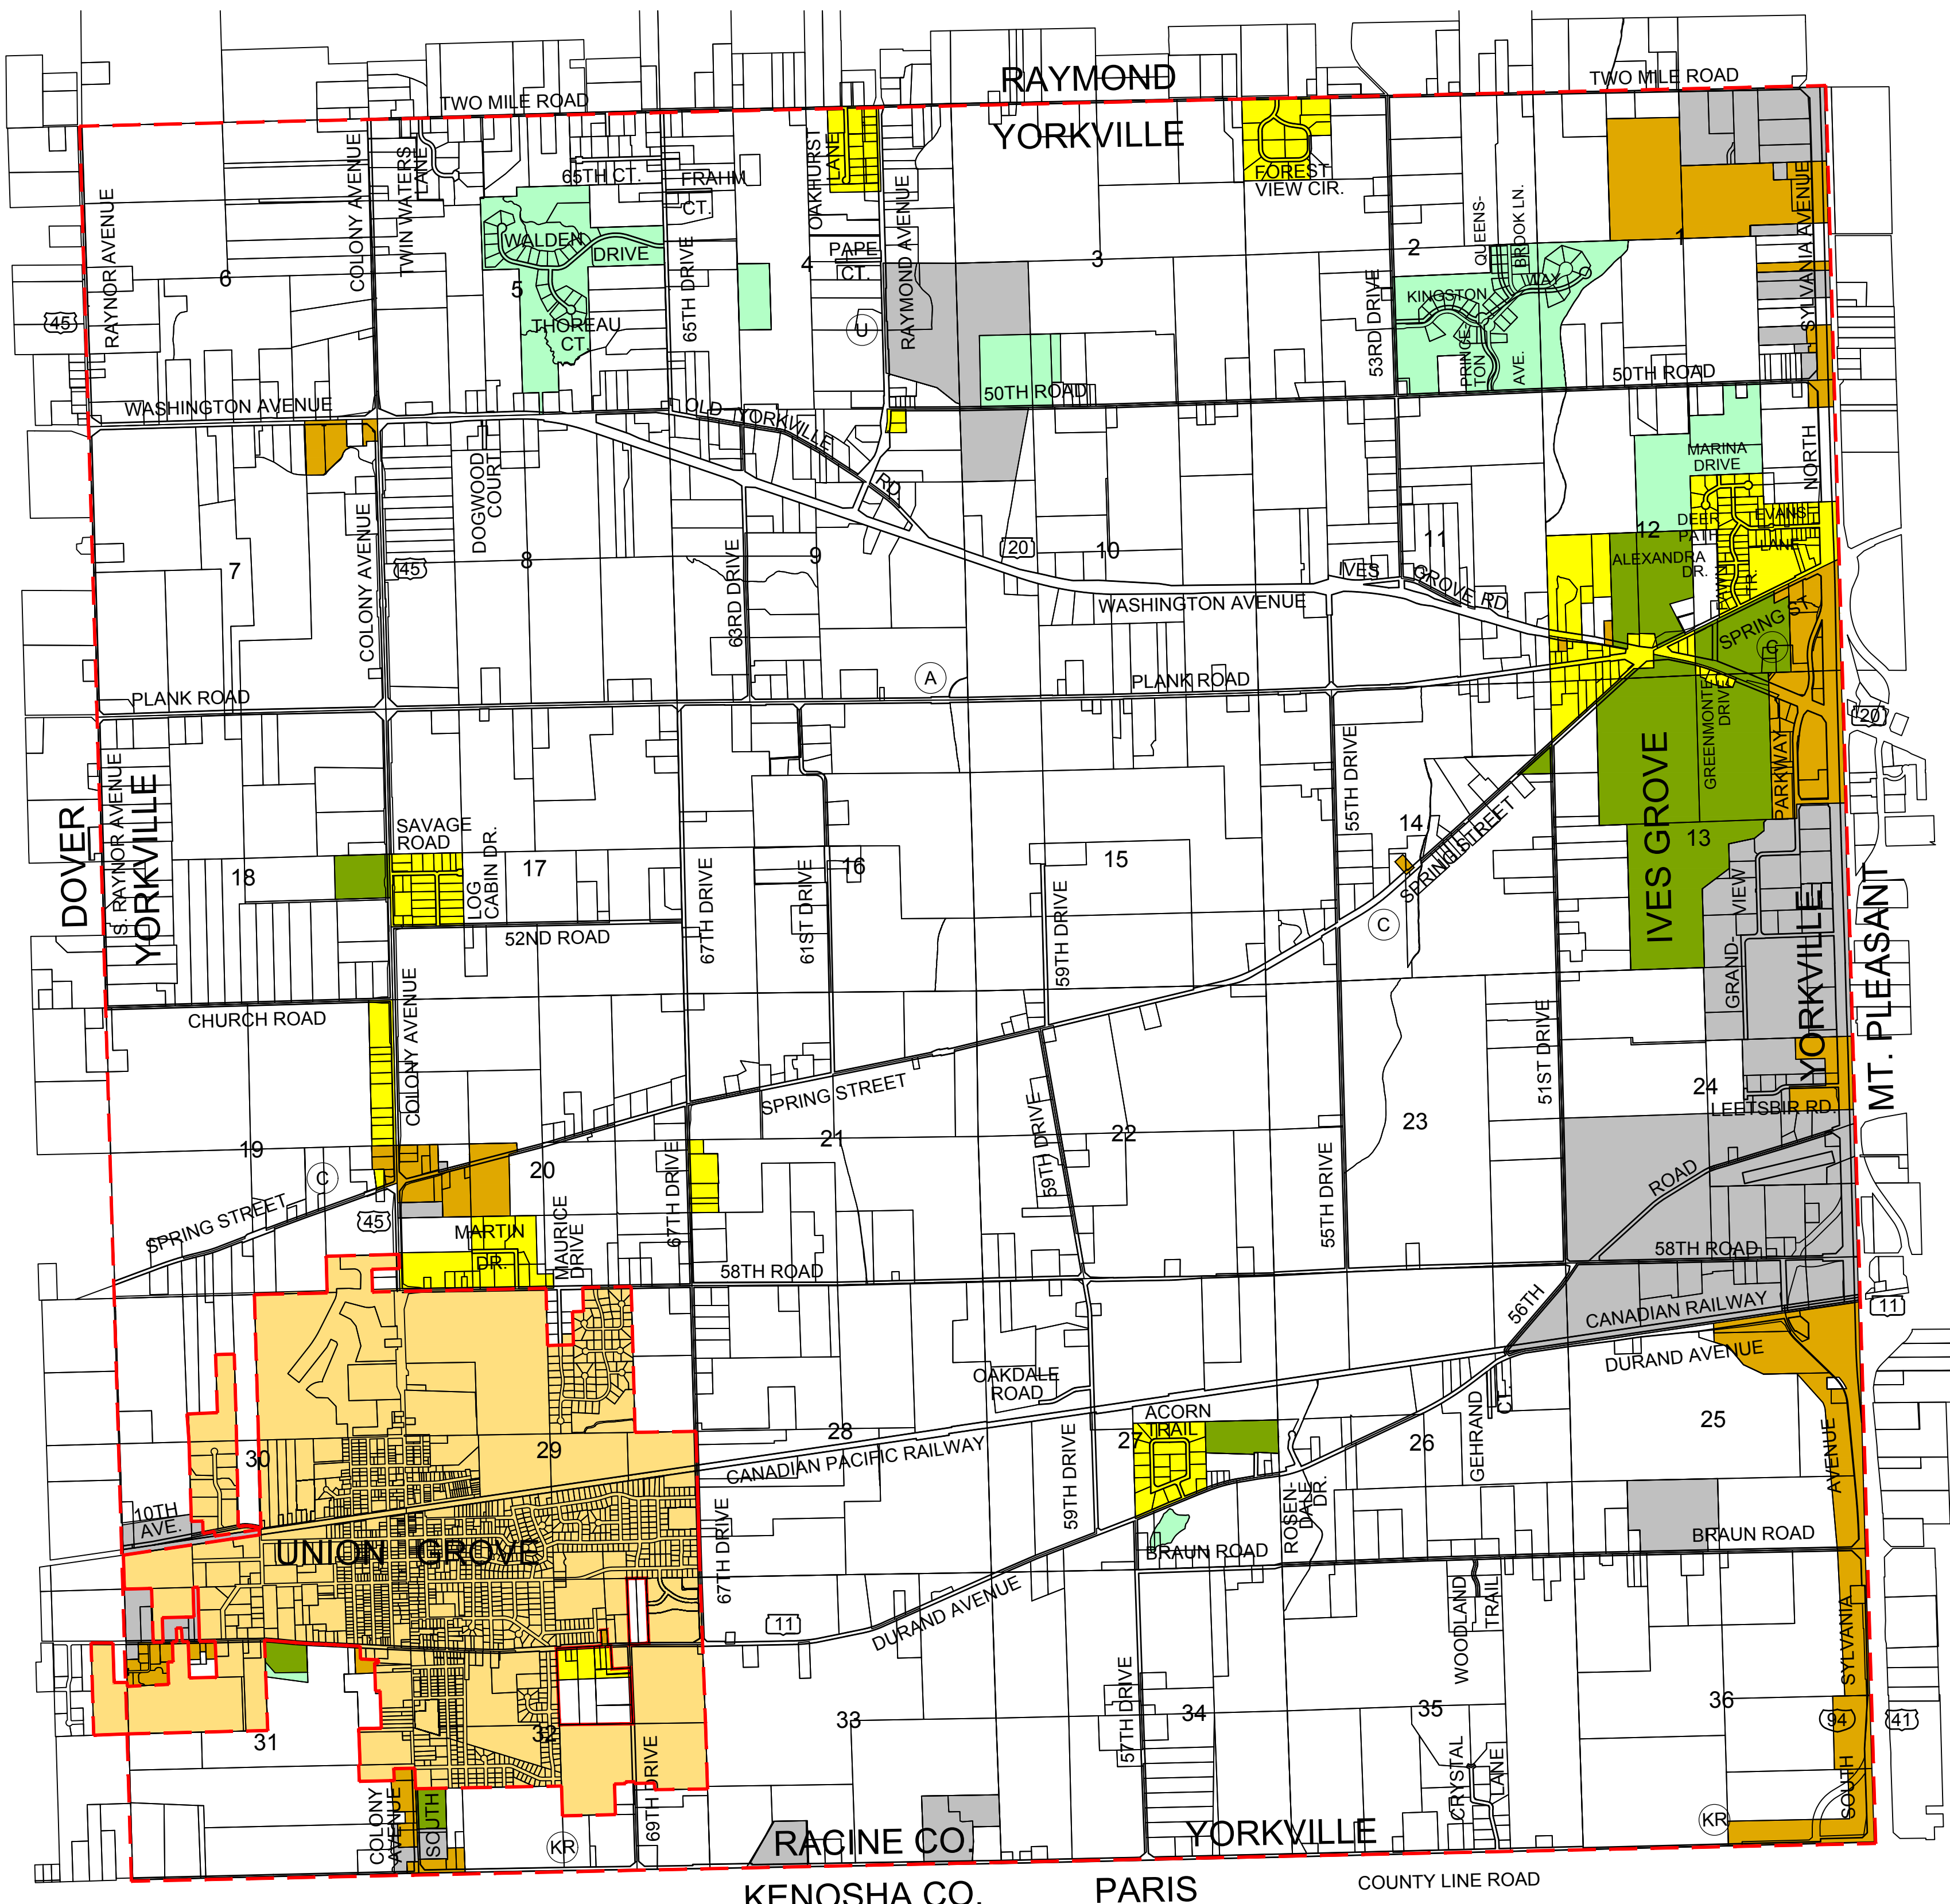 RAYMOND
TWO MILE ROAD
TWO MILE ROAD
YORKVILLE
RAYNOR AVENUE
COLONY AVENUE
TWIN WATERS
LANE
65TH CT.
FRAHM
CT.
OAKHURST
LANE
RAYMOND AVENUE
FOREST
VIEW CIR.
QUEENS-
BROOK LN.
SYLVANIA AVENUE
WALDEN
DRIVE
65TH DRIVE
PAPE
CT.
6
5
4
3
2
1
THOREAU
CT.
45
U
53RD DRIVE
KINGSTON
WAY
PRINCE-
TON
AVE.
50TH ROAD
50TH ROAD
WASHINGTON AVENUE
OLD YORKVILLE
RD
DOGWOOD
COURT
COLONY AVENUE
45
7
8
9
10
11
12
20
63RD DRIVE
IVES
GROVE RD.
WASHINGTON AVENUE
MARINA
DRIVE
NORTH
DEER
PATH
EVANS
LANE
ALEXANDRA
DR.
FAWN
TR.
SPRING ST
C
PLANK ROAD
A
PLANK ROAD
GREENMONTE
DRIVE
20
PARKWAY
IVES GROVE
DOVER
S. RAYNOR AVENUE
YORKVILLE
SAVAGE
ROAD
LOG
CABIN DR.
18
17
16
15
14
13
67TH DRIVE
61ST DRIVE
59TH DRIVE
55TH DRIVE
SPRING STREET
C
52ND ROAD
GRAND-
VIEW
YORKVILLE
MT. PLEASANT
CHURCH ROAD
COLONY AVENUE
SPRING STREET
51ST DRIVE
59TH DRIVE
19
20
21
22
23
24
LEETSBIR RD.
C
SPRING STREET
45
MARTIN
DR.
MAURICE
DRIVE
67TH DRIVE
55TH DRIVE
ROAD
58TH ROAD
58TH ROAD
56TH
CANADIAN RAILWAY
11
DURAND AVENUE
OAKDALE
ROAD
ACORN
TRAIL
GEHRAND
CT.
30
29
28
27
26
25
CANADIAN PACIFIC RAILWAY
59TH DRIVE
ROSEN-
DALE
DR.
AVENUE
10TH
AVE.
UNION GROVE
67TH DRIVE
BRAUN ROAD
BRAUN ROAD
11
DURAND AVENUE
WOODLAND
TRAIL
SYLVANIA
31
32
33
34
35
36
57TH DRIVE
94
41
69TH DRIVE
COLONY
AVENUE
SOUTH
CRYSTAL
LANE
SOUTH
KR
KR
RACINE CO.
YORKVILLE
KENOSHA CO.
PARIS
COUNTY LINE ROAD